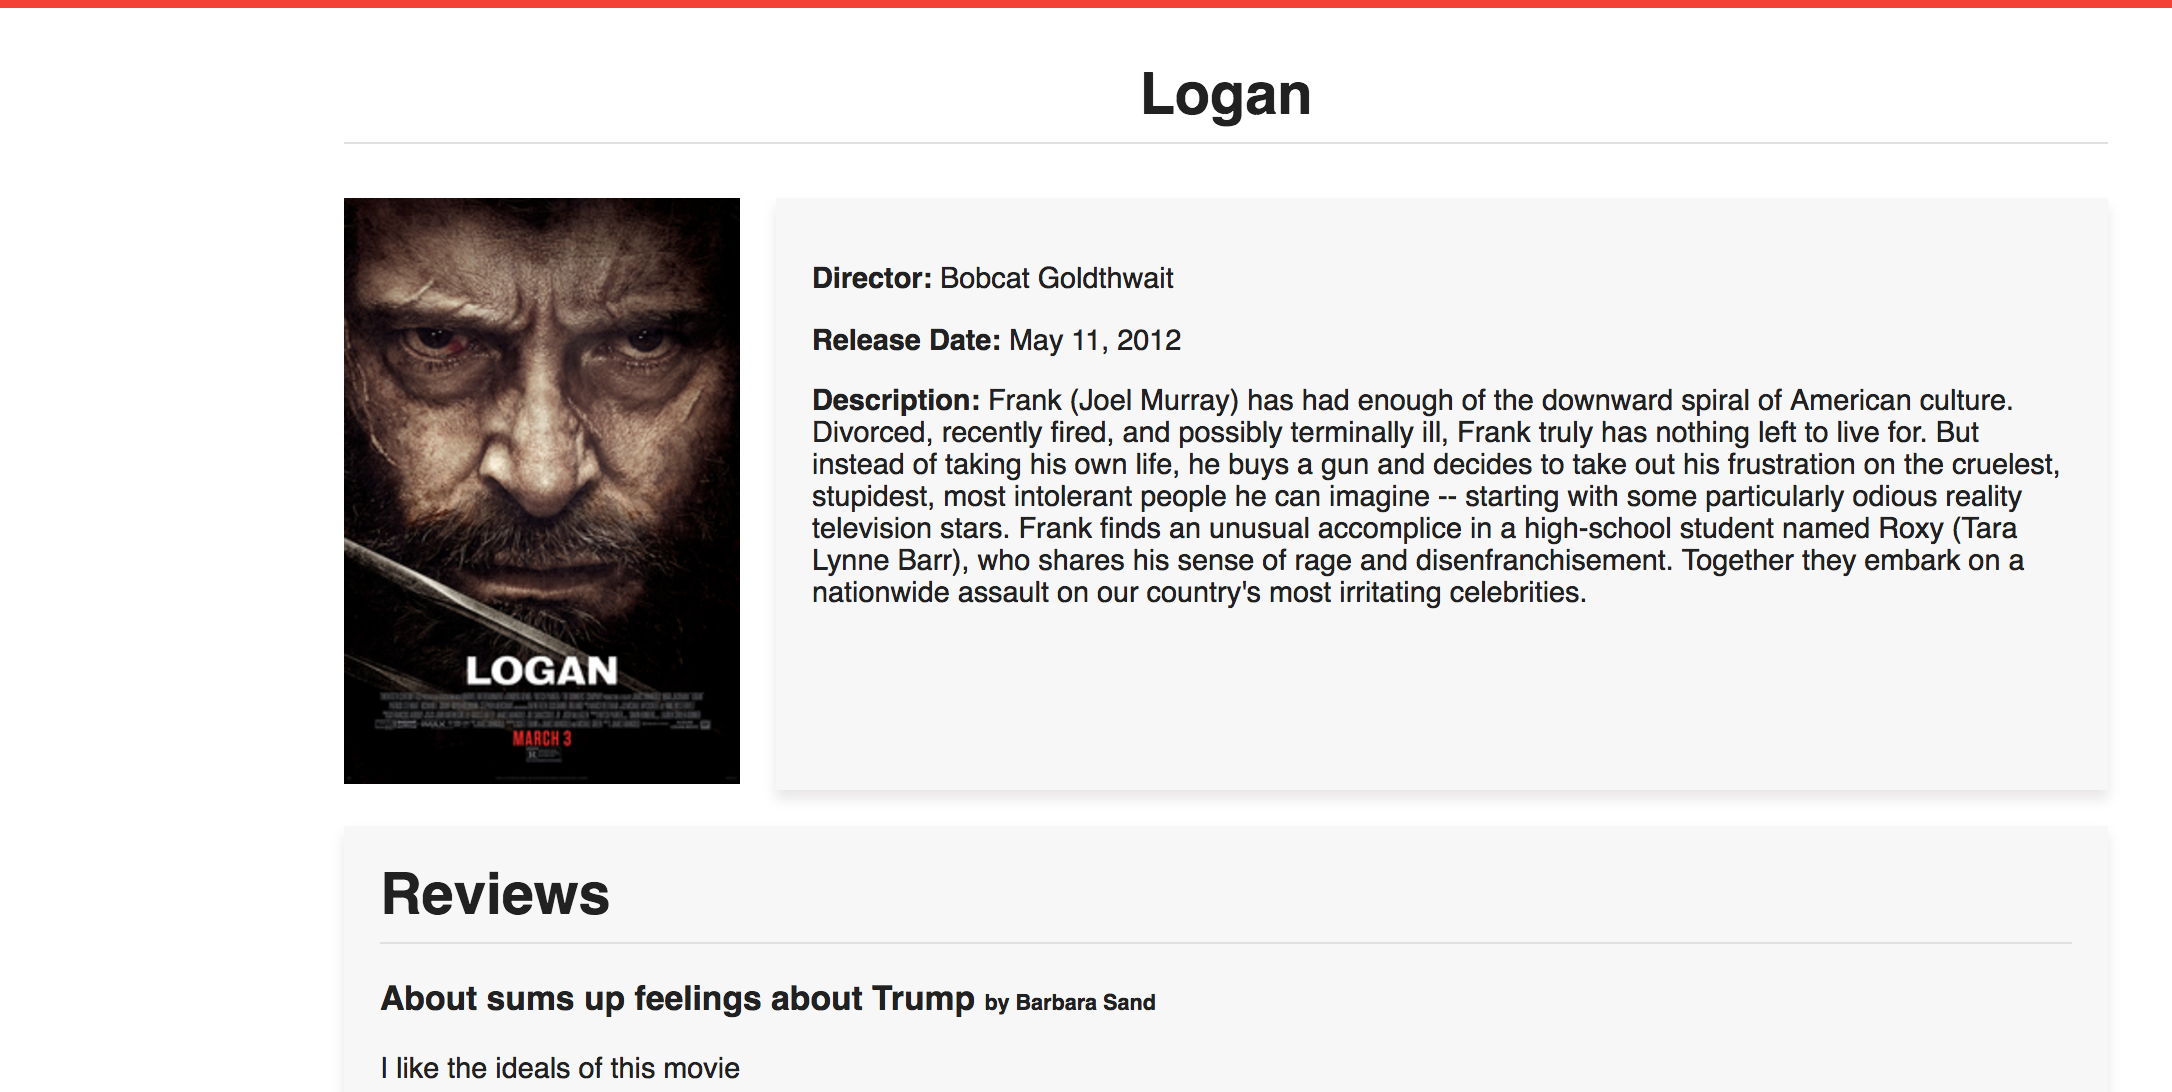 Logan
LOGAN
MARCH 3
R
Director: Bobcat Goldthwait
Release Date: May 11, 2012
Description: Frank (Joel Murray) has had enough of the downward spiral of American culture.
Divorced, recently fired, and possibly terminally ill, Frank truly has nothing left to live for. But
instead of taking his own life, he buys a gun and decides to take out his frustration on the cruelest,
stupidest, most intolerant people he can imagine -- starting with some particularly odious reality
television stars. Frank finds an unusual accomplice in a high-school student named Roxy (Tara
Lynne Barr), who shares his sense of rage and disenfranchisement. Together they embark on a
nationwide assault on our country's most irritating celebrities.
Reviews
About sums up feelings about Trump by Barbara Sand
I like the ideals of this movie